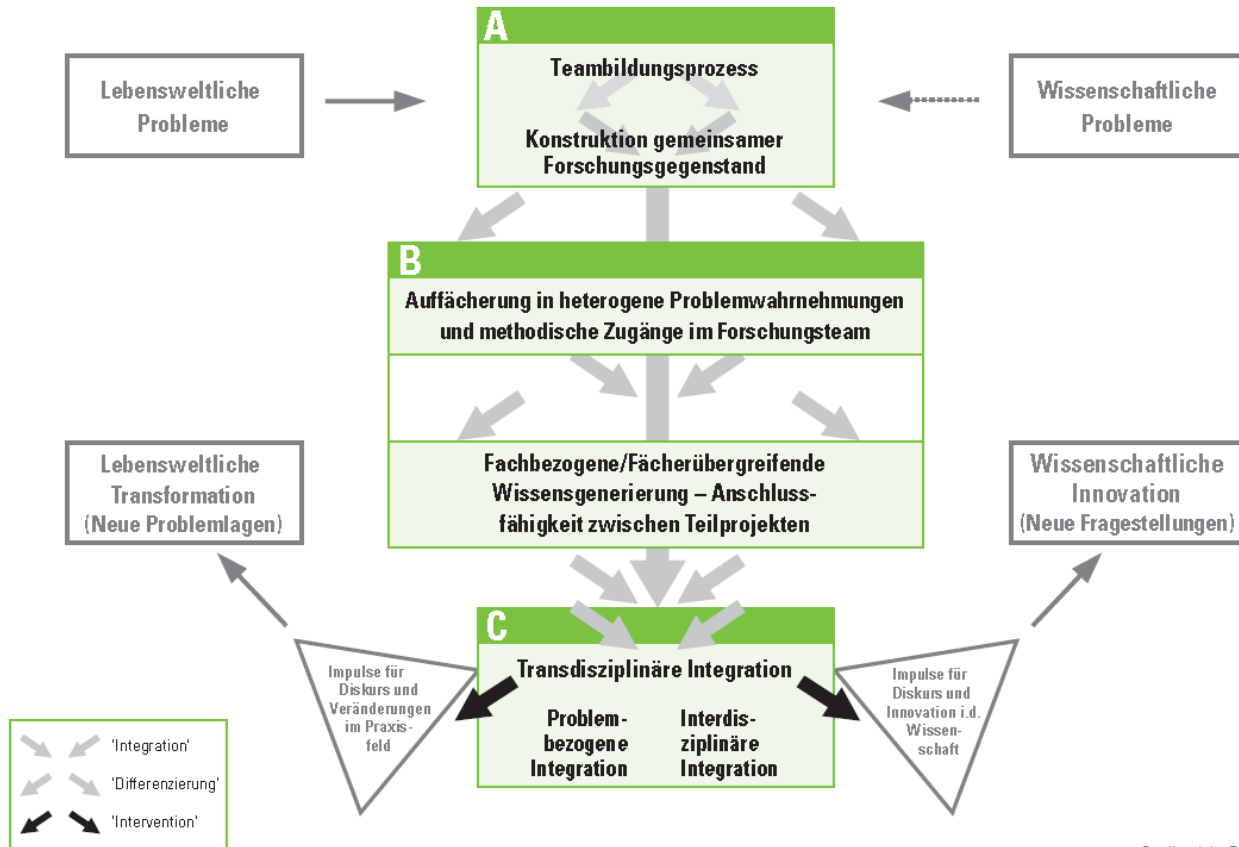 A
Teambildungsprozess
Konstruktion gemeinsamer
Forschungsgegenstand
Lebensweltliche
Probleme
Wissenschaftliche
Probleme
B
Auffächerung in heterogene Problemwahrnehmungen
und methodische Zugänge im Forschungsteam
Fachbezogene/Fächerübergreifende
Wissensgenerierung – Anschluss-
fähigkeit zwischen Teilprojekten
Lebensweltliche
Transformation
(Neue Problemlagen)
Wissenschaftliche
Innovation
(Neue Fragestellungen)
C
Transdisziplinäre Integration
Problem-
bezogene
Integration
Interdis-
ziplinäre
Integration
Impulse für
Diskurs und
Veränderungen
im Praxis-
feld
Impulse für
Diskurs und
Innovation i.d.
Wissen-
schaft
'Integration'
'Differenzierung'
'Intervention'